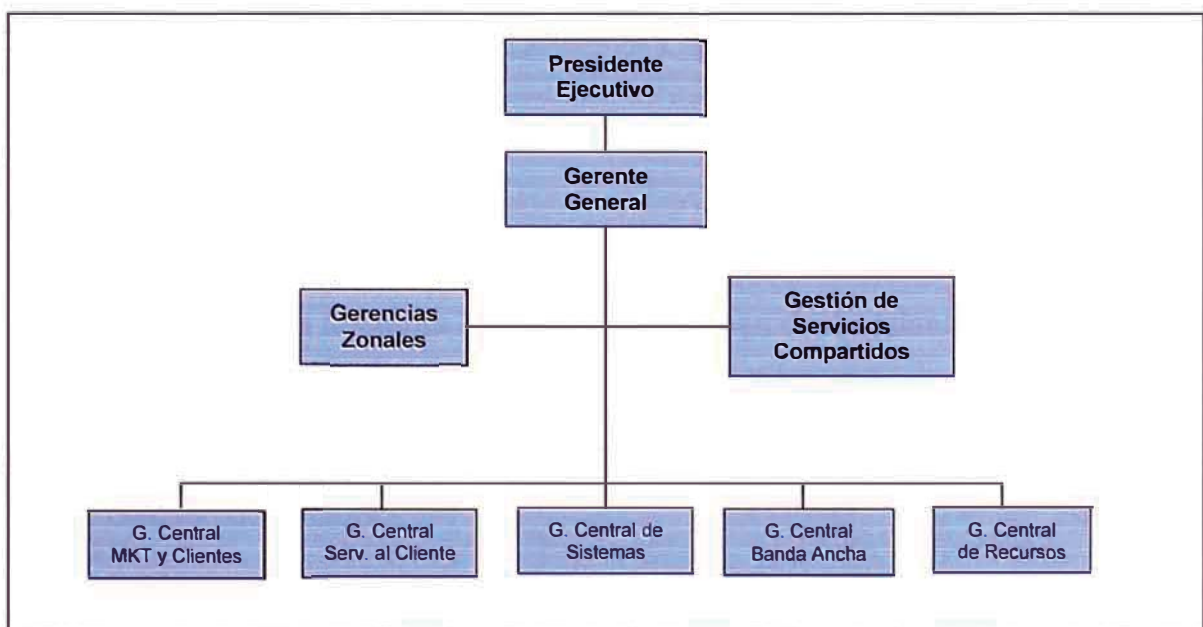 Presidente
Ejecutivo
Gerente
General
Gerencias
Zonales
Gestión de
Servicios
Compartidos
G. Central
MKT y Clientes
G. Central
Serv. al Cliente
G. Central de
Sistemas
G. Central
Banda Ancha
G. Central
de Recursos